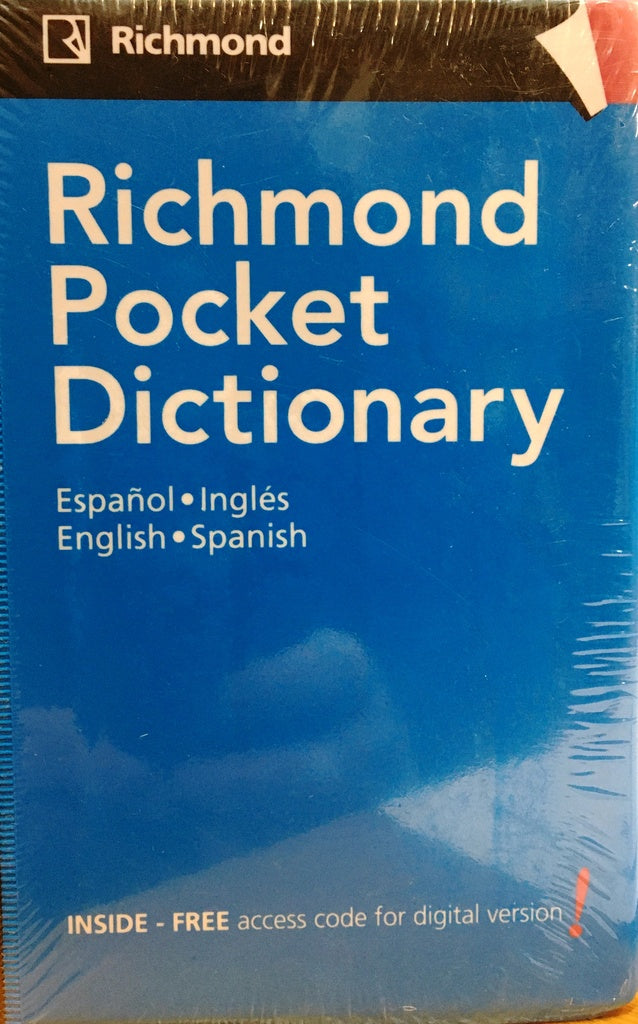 Richmond
Richmond
Pocket
Dictionary
Español • Inglés
English • Spanish
INSIDE - FREE access code for digital version!